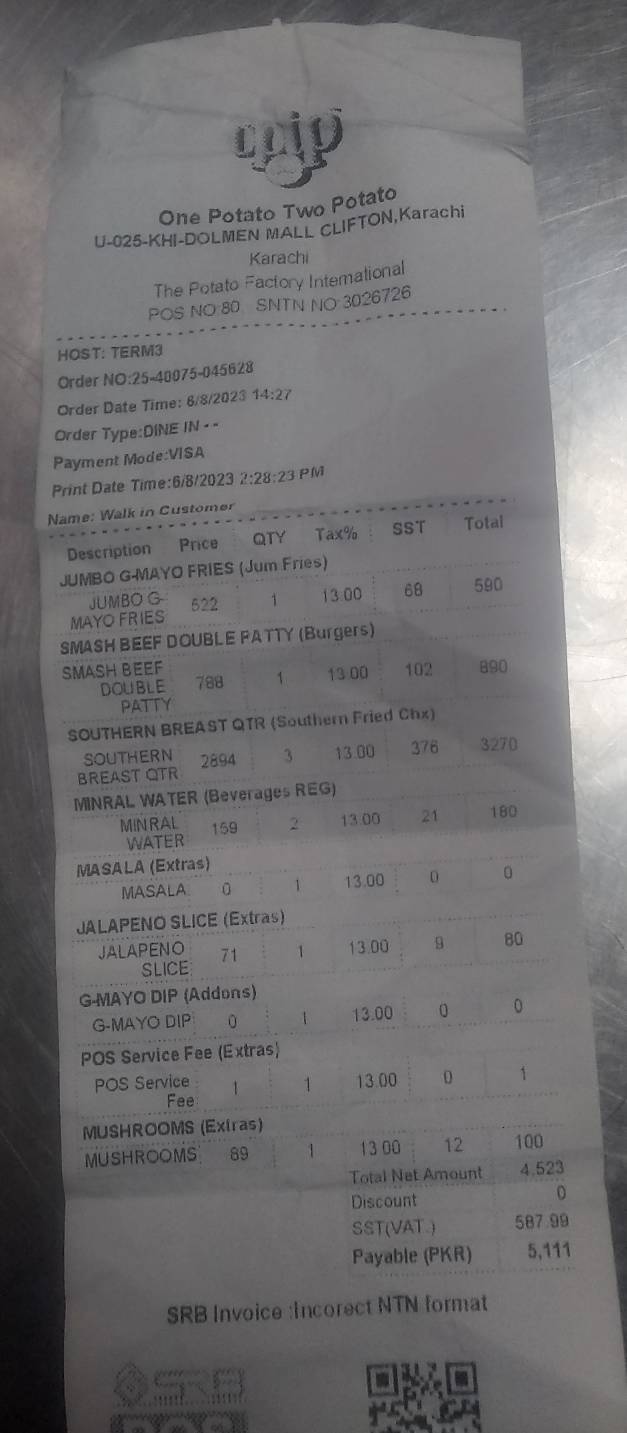 opip
One Potato Two Potato
U-025-KHI-DOLMEN MALL CLIFTON,Karachi
Karachi
The Potato Factory International
POS NO:80 SNTN NO:3026726
HOST: TERM3
Order NO:25-40075-045628
Order Date Time: 6/8/2023 14:27
Order Type:DINE IN - -
Payment Mode:VISA
Print Date Time:6/8/2023 2:28:23 PM
Name: Walk in Customer
Description Price QTY Tax% SST Total
JUMBO G-MAYO FRIES (Jum Fries)
JUMBO G- 522 1 13.00 68 590
MAYO FRIES
SMASH BEEF DOUBLE PATTY (Burgers)
SMASH BEEF
DOUBLE 788 1 13.00 102 890
PATTY
SOUTHERN BREAST QTR (Southern Fried Chx)
SOUTHERN 2894 3 13.00 376 3270
BREAST QTR
MINRAL WATER (Beverages REG)
MINRAL 159 2 13.00 21 180
WATER
MASALA (Extras)
MASALA 0 1 13.00 0 0
JALAPENO SLICE (Extras)
JALAPENO 71 1 13.00 9 80
SLICE
G-MAYO DIP (Addons)
G-MAYO DIP 0 1 13.00 0 0
POS Service Fee (Extras)
POS Service 1 1 13.00 0 1
Fee
MUSHROOMS (Extras)
MUSHROOMS 89 1 13.00 12 100
Total Net Amount 4,523
Discount 0
SST(VAT.) 587.99
Payable (PKR) 5,111
SRB Invoice :Incorect NTN format
SRB
POS